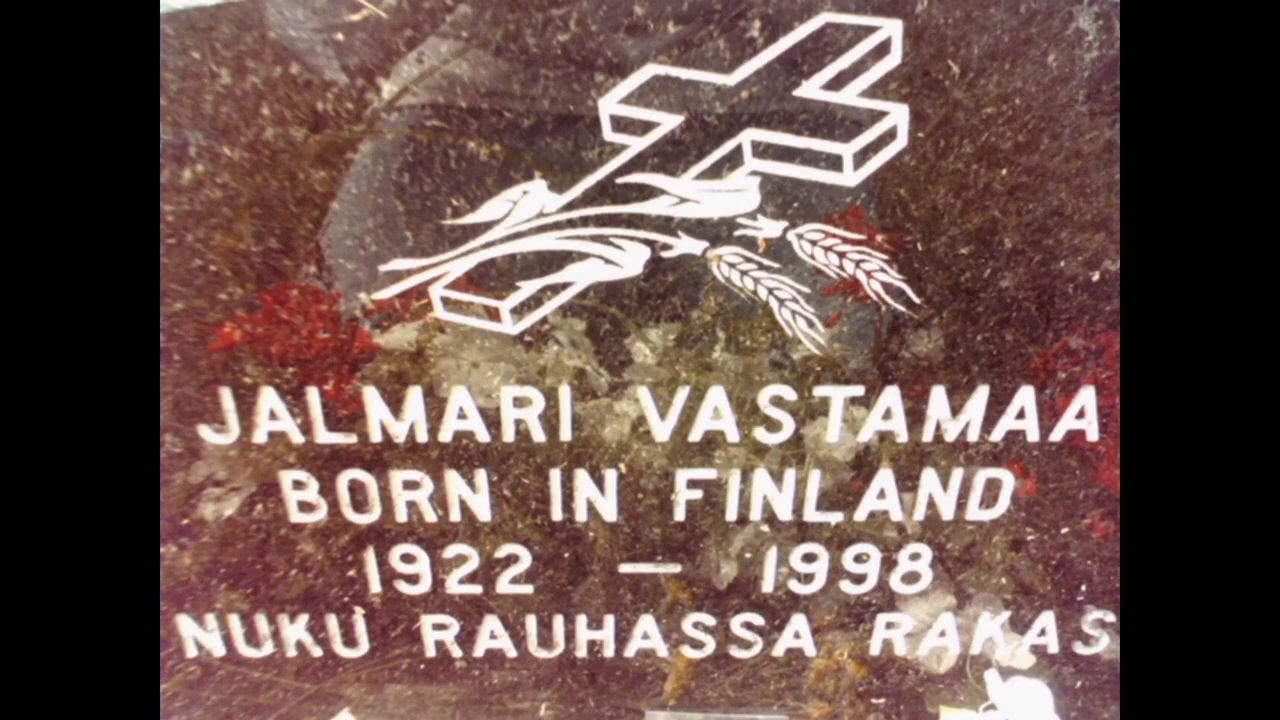 JALMARI VASTAMAA
BORN IN FINLAND
1922 — 1998
NUKU RAUHASSA RAKAS